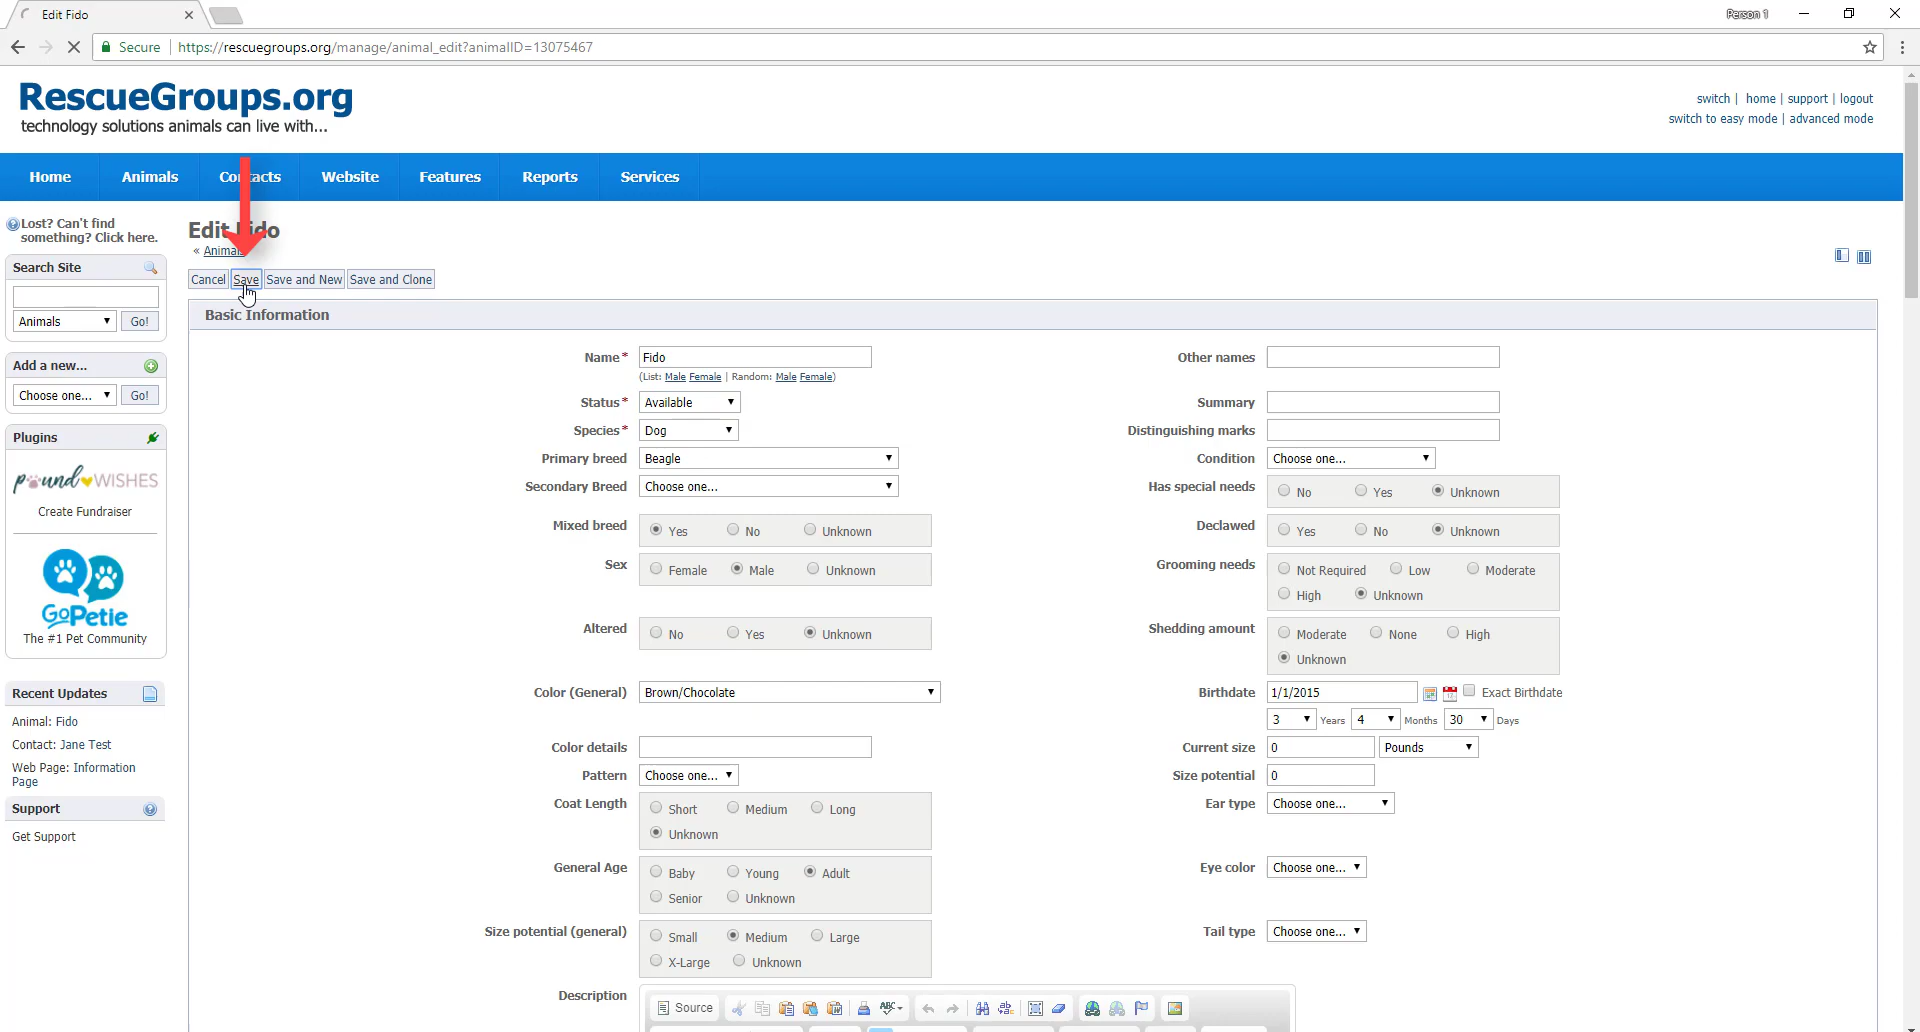 Edit Fido
Person 1
Secure https://rescuegroups.org/manage/animal_edit?animalID=13075467
RescueGroups.org
technology solutions animals can live with...
switch | home | support | logout
switch to easy mode | advanced mode
Home Animals Contacts Website Features Reports Services
Lost? Can't find
something? Click here.
Search Site
Animals Go!
Add a new...
Choose one... Go!
Plugins
pound WISHES
Create Fundraiser
GoPetie
The #1 Pet Community
Recent Updates
Animal: Fido
Contact: Jane Test
Web Page: Information
Page
Support
Get Support
Edit Fido
« Animals
Cancel Save Save and New Save and Clone
Basic Information
Name* Fido
(List: Male Female | Random: Male Female)
Status* Available
Species* Dog
Primary breed Beagle
Secondary Breed Choose one...
Mixed breed Yes No Unknown
Sex Female Male Unknown
Altered No Yes Unknown
Color (General) Brown/Chocolate
Color details
Pattern Choose one...
Coat Length Short Medium Long
Unknown
General Age Baby Young Adult
Senior Unknown
Size potential (general) Small Medium Large
X-Large Unknown
Description Source ABC
Other names
Summary
Distinguishing marks
Condition Choose one...
Has special needs No Yes Unknown
Declawed Yes No Unknown
Grooming needs Not Required Low Moderate
High Unknown
Shedding amount Moderate None High
Unknown
Birthdate 1/1/2015 Exact Birthdate
3 Years 4 Months 30 Days
Current size 0 Pounds
Size potential 0
Ear type Choose one...
Eye color Choose one...
Tail type Choose one...